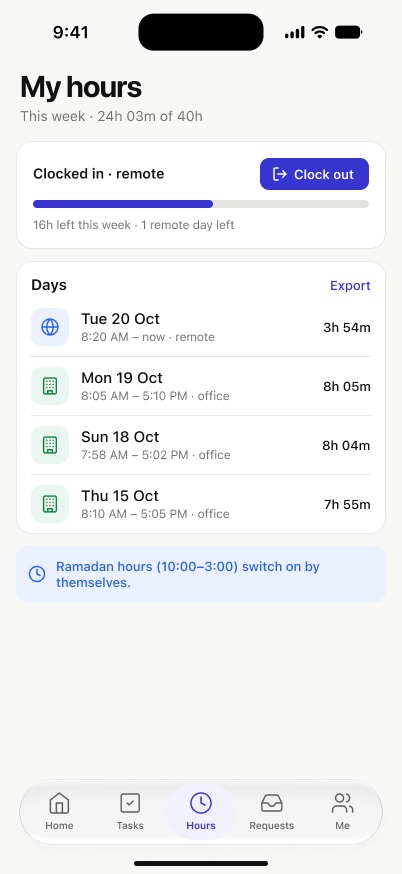 9:41
My hours
This week · 24h 03m of 40h
Clocked in · remote
Clock out
16h left this week · 1 remote day left
Days
Export
Tue 20 Oct
8:20 AM – now · remote
3h 54m
Mon 19 Oct
8:05 AM – 5:10 PM · office
8h 05m
Sun 18 Oct
7:58 AM – 5:02 PM · office
8h 04m
Thu 15 Oct
8:10 AM – 5:05 PM · office
7h 55m
Ramadan hours (10:00–3:00) switch on by
themselves.
Home
Tasks
Hours
Requests
Me